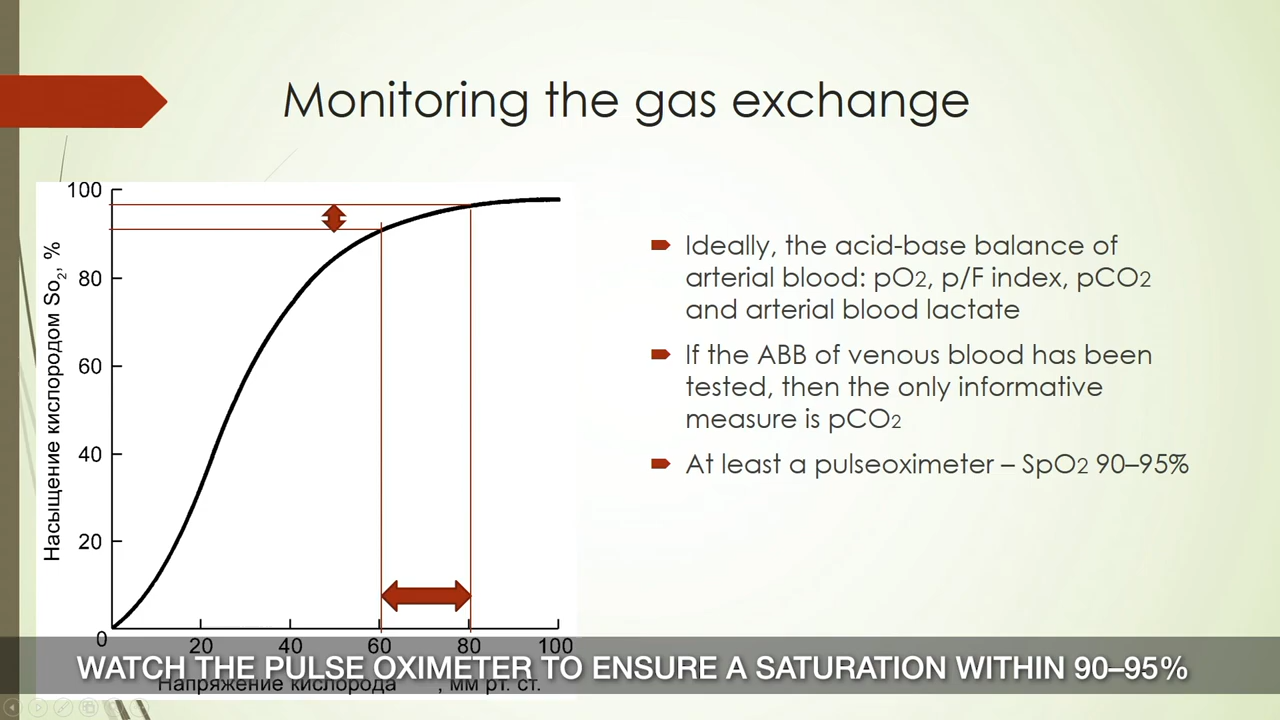 Monitoring the gas exchange
100
80
60
40
20
0
20 40 60 80 100
Насыщение кислородом So2, %
Напряжение кислорода , мм рт. ст.
Ideally, the acid-base balance of
arterial blood: pO2, p/F index, pCO2
and arterial blood lactate
If the ABB of venous blood has been
tested, then the only informative
measure is pCO2
At least a pulseoximeter – SpO2 90–95%
WATCH THE PULSE OXIMETER TO ENSURE A SATURATION WITHIN 90–95%